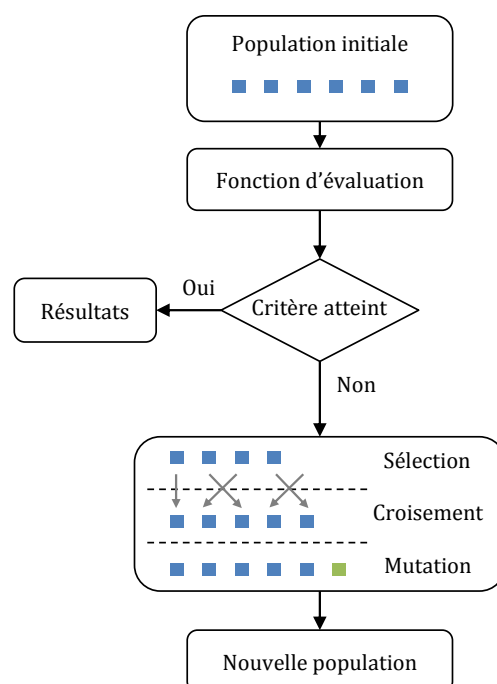 Population initiale
Fonction d’évaluation
Oui
Critère atteint
Résultats
Non
Sélection
Croisement
Mutation
Nouvelle population